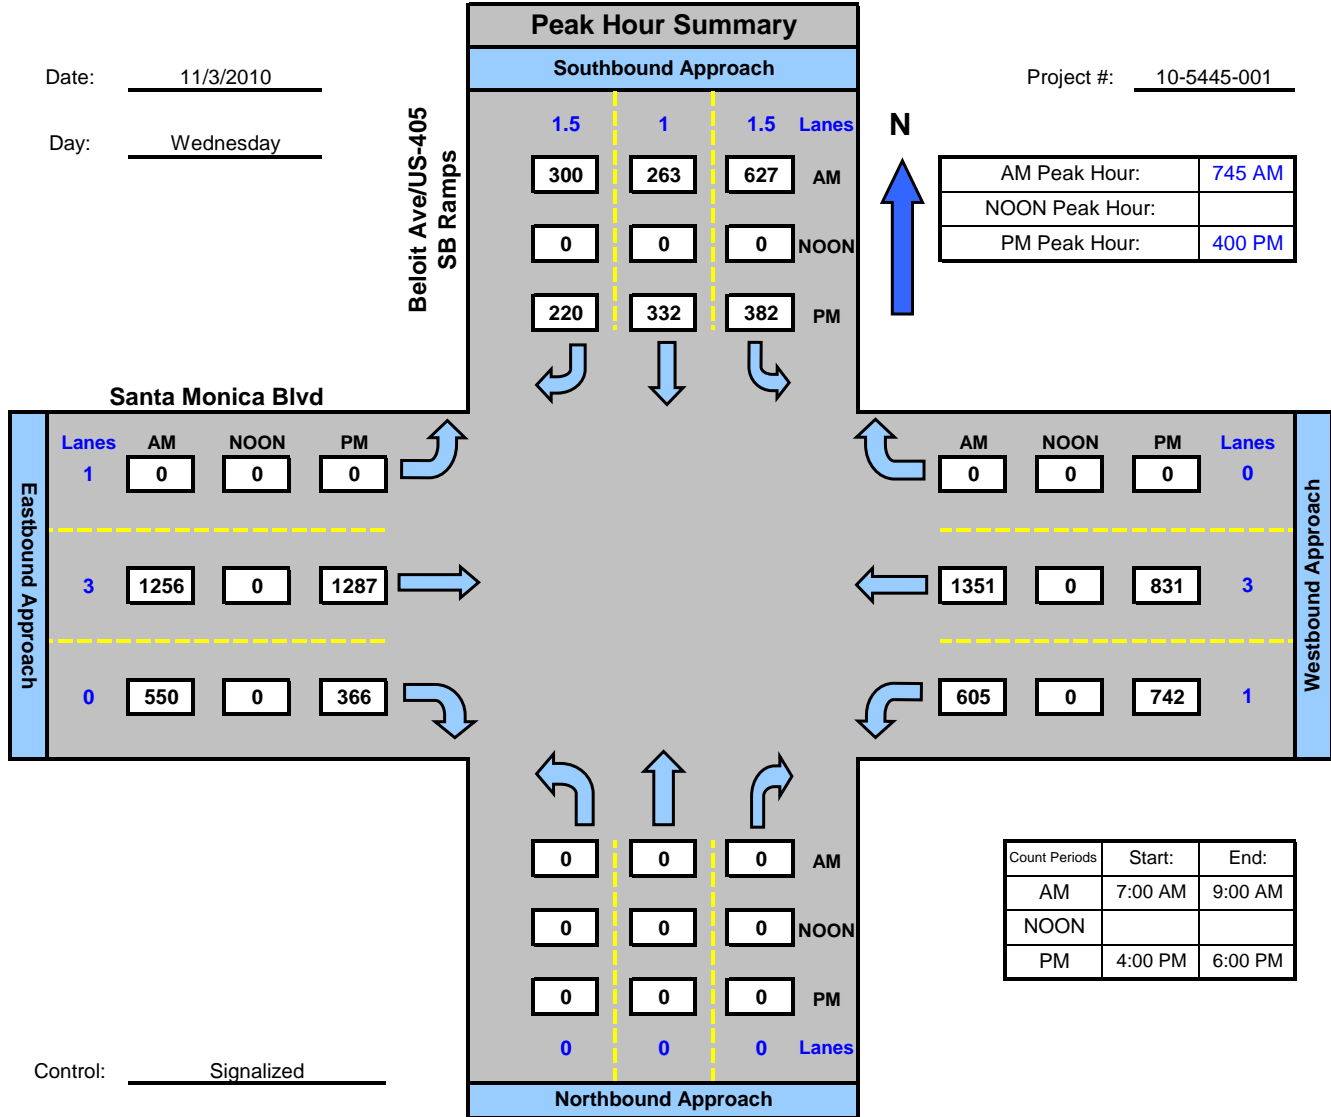 Peak Hour Summary
Southbound Approach
Date: 11/3/2010
Project #: 10-5445-001
Day: Wednesday
Beloit Ave/US-405
SB Ramps
1.5 1 1.5 Lanes
300 263 627 AM
0 0 0 NOON
220 332 382 PM
N
AM Peak Hour: 745 AM
NOON Peak Hour:
PM Peak Hour: 400 PM
Santa Monica Blvd
Eastbound Approach
Lanes AM NOON PM
1 0 0 0
3 1256 0 1287
0 550 0 366
AM NOON PM Lanes
0 0 0 0
1351 0 831 3
605 0 742 1
Westbound Approach
0 0 0 AM
0 0 0 NOON
0 0 0 PM
0 0 0 Lanes
Northbound Approach
Count Periods Start: End:
AM 7:00 AM 9:00 AM
NOON
PM 4:00 PM 6:00 PM
Control: Signalized